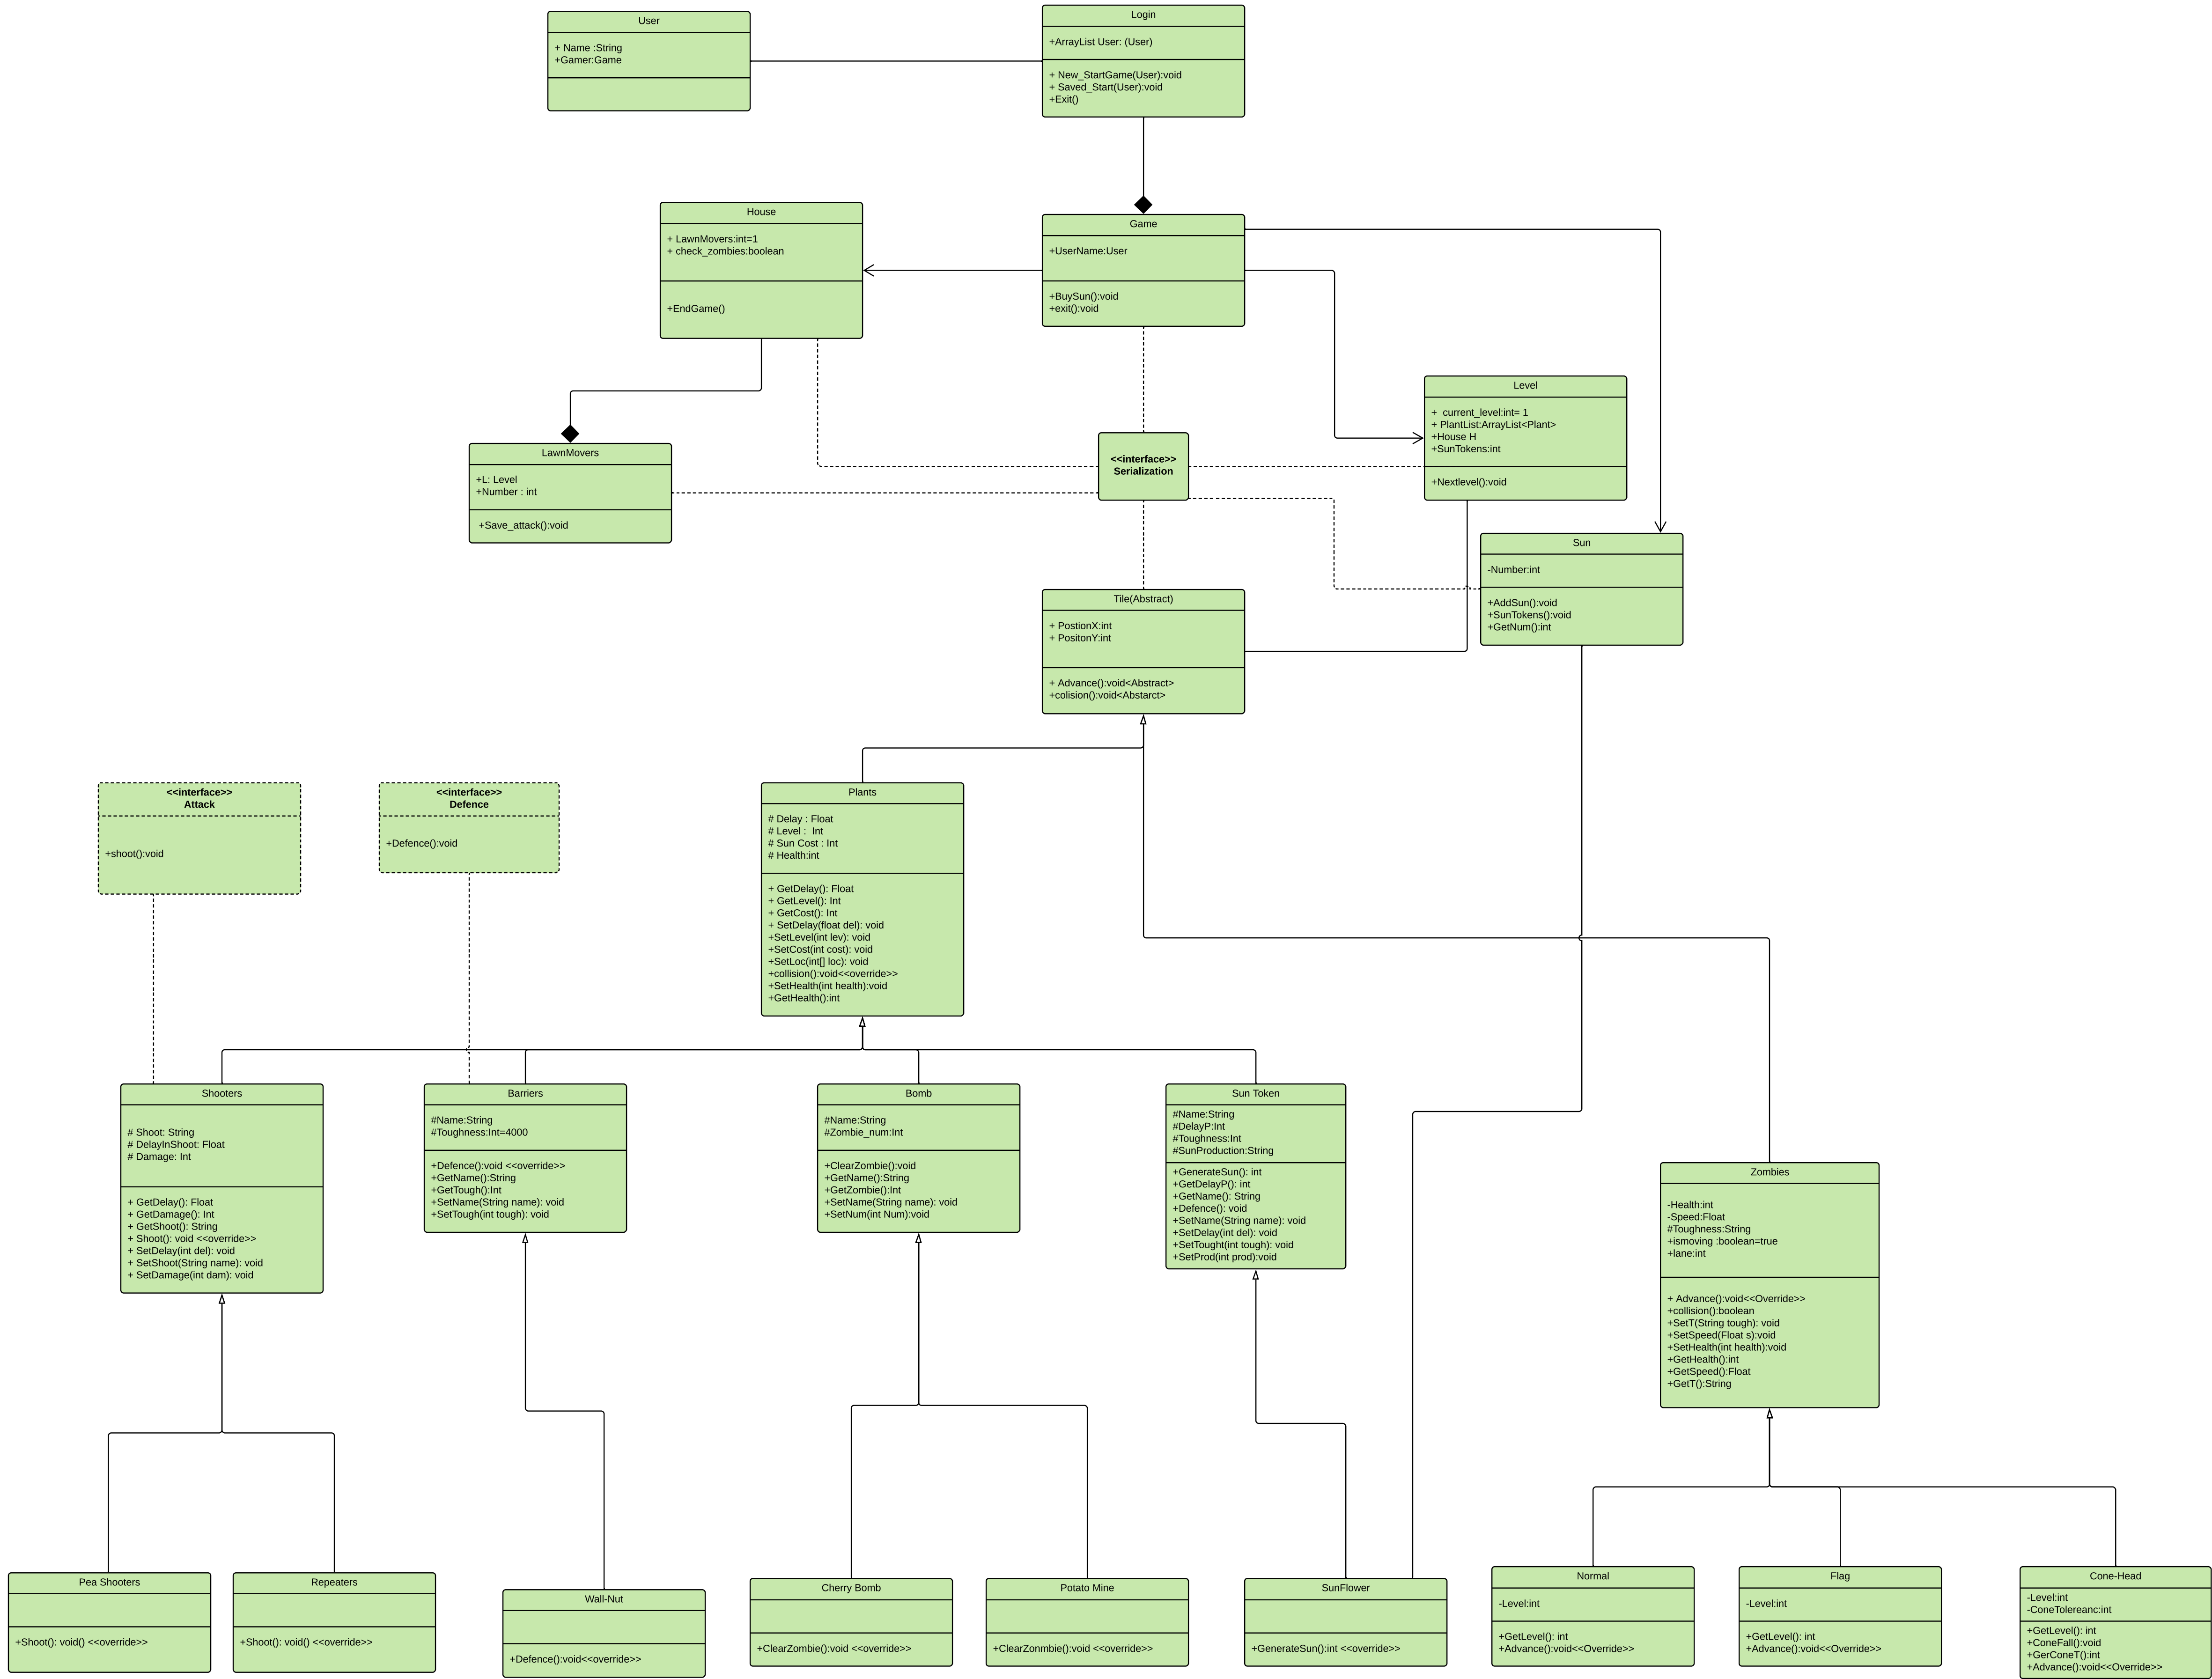 User
+ Name :String
+Gamer:Game
Login
+ArrayList User: (User)
+ New_StartGame(User):void
+ Saved_Start(User):void
+Exit()
House
+ LawnMovers:int=1
+ check_zombies:boolean
+EndGame()
Game
+UserName:User
+BuySun():void
+exit():void
Level
+  current_level:int= 1
+ PlantList:ArrayList<Plant>
+House H
+SunTokens:int
+Nextlevel():void
LawnMovers
+L: Level
+Number : int
+Save_attack():void
<<interface>>
Serialization
Sun
-Number:int
+AddSun():void
+SunTokens():void
+GetNum():int
Tile(Abstract)
+ PostionX:int
+ PositonY:int
+ Advance():void<Abstract>
+colision():void<Abstarct>
<<interface>>
Attack
+shoot():void
<<interface>>
Defence
+Defence():void
Plants
# Delay : Float
# Level :  Int
# Sun Cost : Int
# Health:int
+ GetDelay(): Float
+ GetLevel(): Int
+ GetCost(): Int
+ SetDelay(float del): void
+SetLevel(int lev): void
+SetCost(int cost): void
+SetLoc(int[] loc): void
+collision():void<<override>>
+SetHealth(int health):void
+GetHealth():int
Shooters
# Shoot: String
# DelayInShoot: Float
# Damage: Int
+ GetDelay(): Float
+ GetDamage(): Int
+ GetShoot(): String
+ Shoot(): void <<override>>
+ SetDelay(int del): void
+ SetShoot(String name): void
+ SetDamage(int dam): void
Barriers
#Name:String
#Toughness:Int=4000
+Defence():void <<override>>
+GetName():String
+GetTough():Int
+SetName(String name): void
+SetTough(int tough): void
Bomb
#Name:String
#Zombie_num:Int
+ClearZombie():void
+GetName():String
+GetZombie():Int
+SetName(String name): void
+SetNum(int Num):void
Sun Token
#Name:String
#DelayP:Int
#Toughness:Int
#SunProduction:String
+GenerateSun(): int
+GetDelayP(): int
+GetName(): String
+Defence(): void
+SetName(String name): void
+SetDelay(int del): void
+SetTought(int tough): void
+SetProd(int prod):void
Zombies
-Health:int
-Speed:Float
#Toughness:String
+ismoving :boolean=true
+lane:int
+ Advance():void<<Override>>
+collision():boolean
+SetT(String tough): void
+SetSpeed(Float s):void
+SetHealth(int health):void
+GetHealth():int
+GetSpeed():Float
+GetT():String
Pea Shooters
+Shoot(): void() <<override>>
Repeaters
+Shoot(): void() <<override>>
Wall-Nut
+Defence():void<<override>>
Cherry Bomb
+ClearZombie():void <<override>>
Potato Mine
+ClearZonmbie():void <<override>>
SunFlower
+GenerateSun():int <<override>>
Normal
-Level:int
+GetLevel(): int
+Advance():void<<Override>>
Flag
-Level:int
+GetLevel(): int
+Advance():void<<Override>>
Cone-Head
-Level:int
-ConeTolereanc:int
+GetLevel(): int
+ConeFall():void
+GerConeT():int
+Advance():void<<Override>>